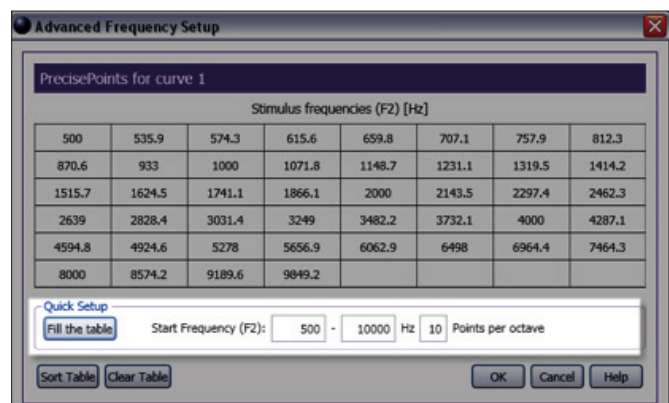 Advanced Frequency Setup
PrecisePoints for curve 1
Stimulus frequencies (F2) [Hz]
500 535.9 574.3 615.6 659.8 707.1 757.9 812.3
870.6 933 1000 1071.8 1148.7 1231.1 1319.5 1414.2
1515.7 1624.5 1741.1 1866.1 2000 2143.5 2297.4 2462.3
2639 2828.4 3031.4 3249 3482.2 3732.1 4000 4287.1
4594.8 4924.6 5278 5656.9 6062.9 6498 6964.4 7464.3
8000 8574.2 9189.6 9849.2
Quick Setup
Fill the table Start Frequency (F2): 500 - 10000 Hz 10 Points per octave
Sort Table Clear Table OK Cancel Help